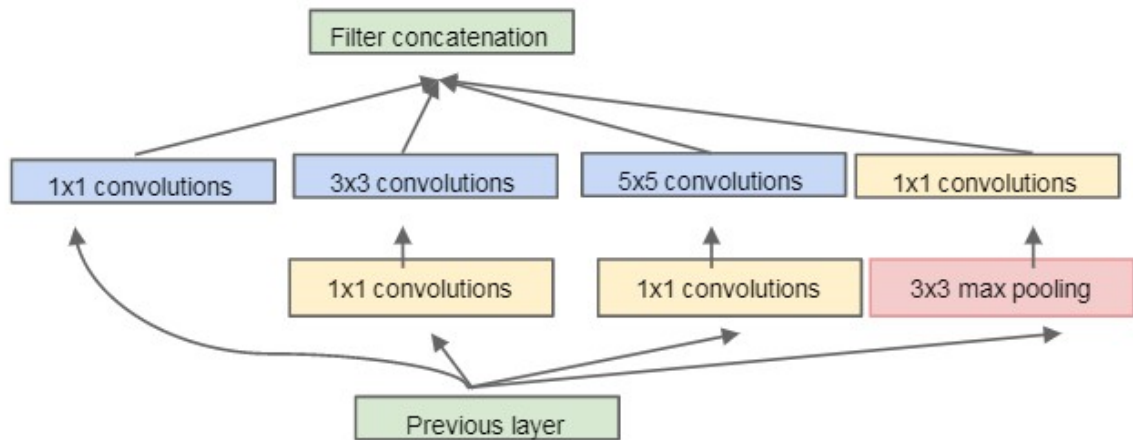 Filter concatenation
1x1 convolutions
3x3 convolutions
5x5 convolutions
1x1 convolutions
1x1 convolutions
1x1 convolutions
3x3 max pooling
Previous layer